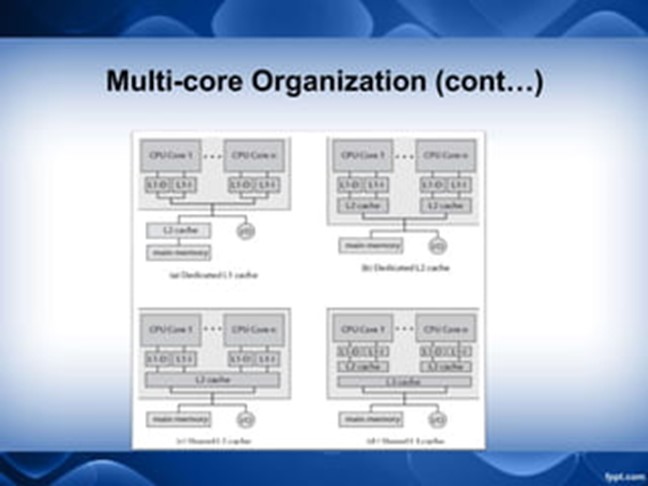 Multi-core Organization (cont…)
CPU Core 1 ... CPU Core n
L1-D L1-I L1-D L1-I
L2 cache
I/O
main memory
(a) Dedicated L1 cache
CPU Core 1 ... CPU Core n
L1-D L1-I L1-D L1-I
L2 cache L2 cache
main memory
I/O
(b) Dedicated L2 cache
CPU Core 1 ... CPU Core n
L1-D L1-I L1-D L1-I
L2 cache
main memory
I/O
(c) Shared L2 cache
CPU Core 1 ... CPU Core n
L1-D L1-I L1-D L1-I
L2 cache L2 cache
L3 cache
main memory
I/O
(d) Shared L3 cache
fppt.com